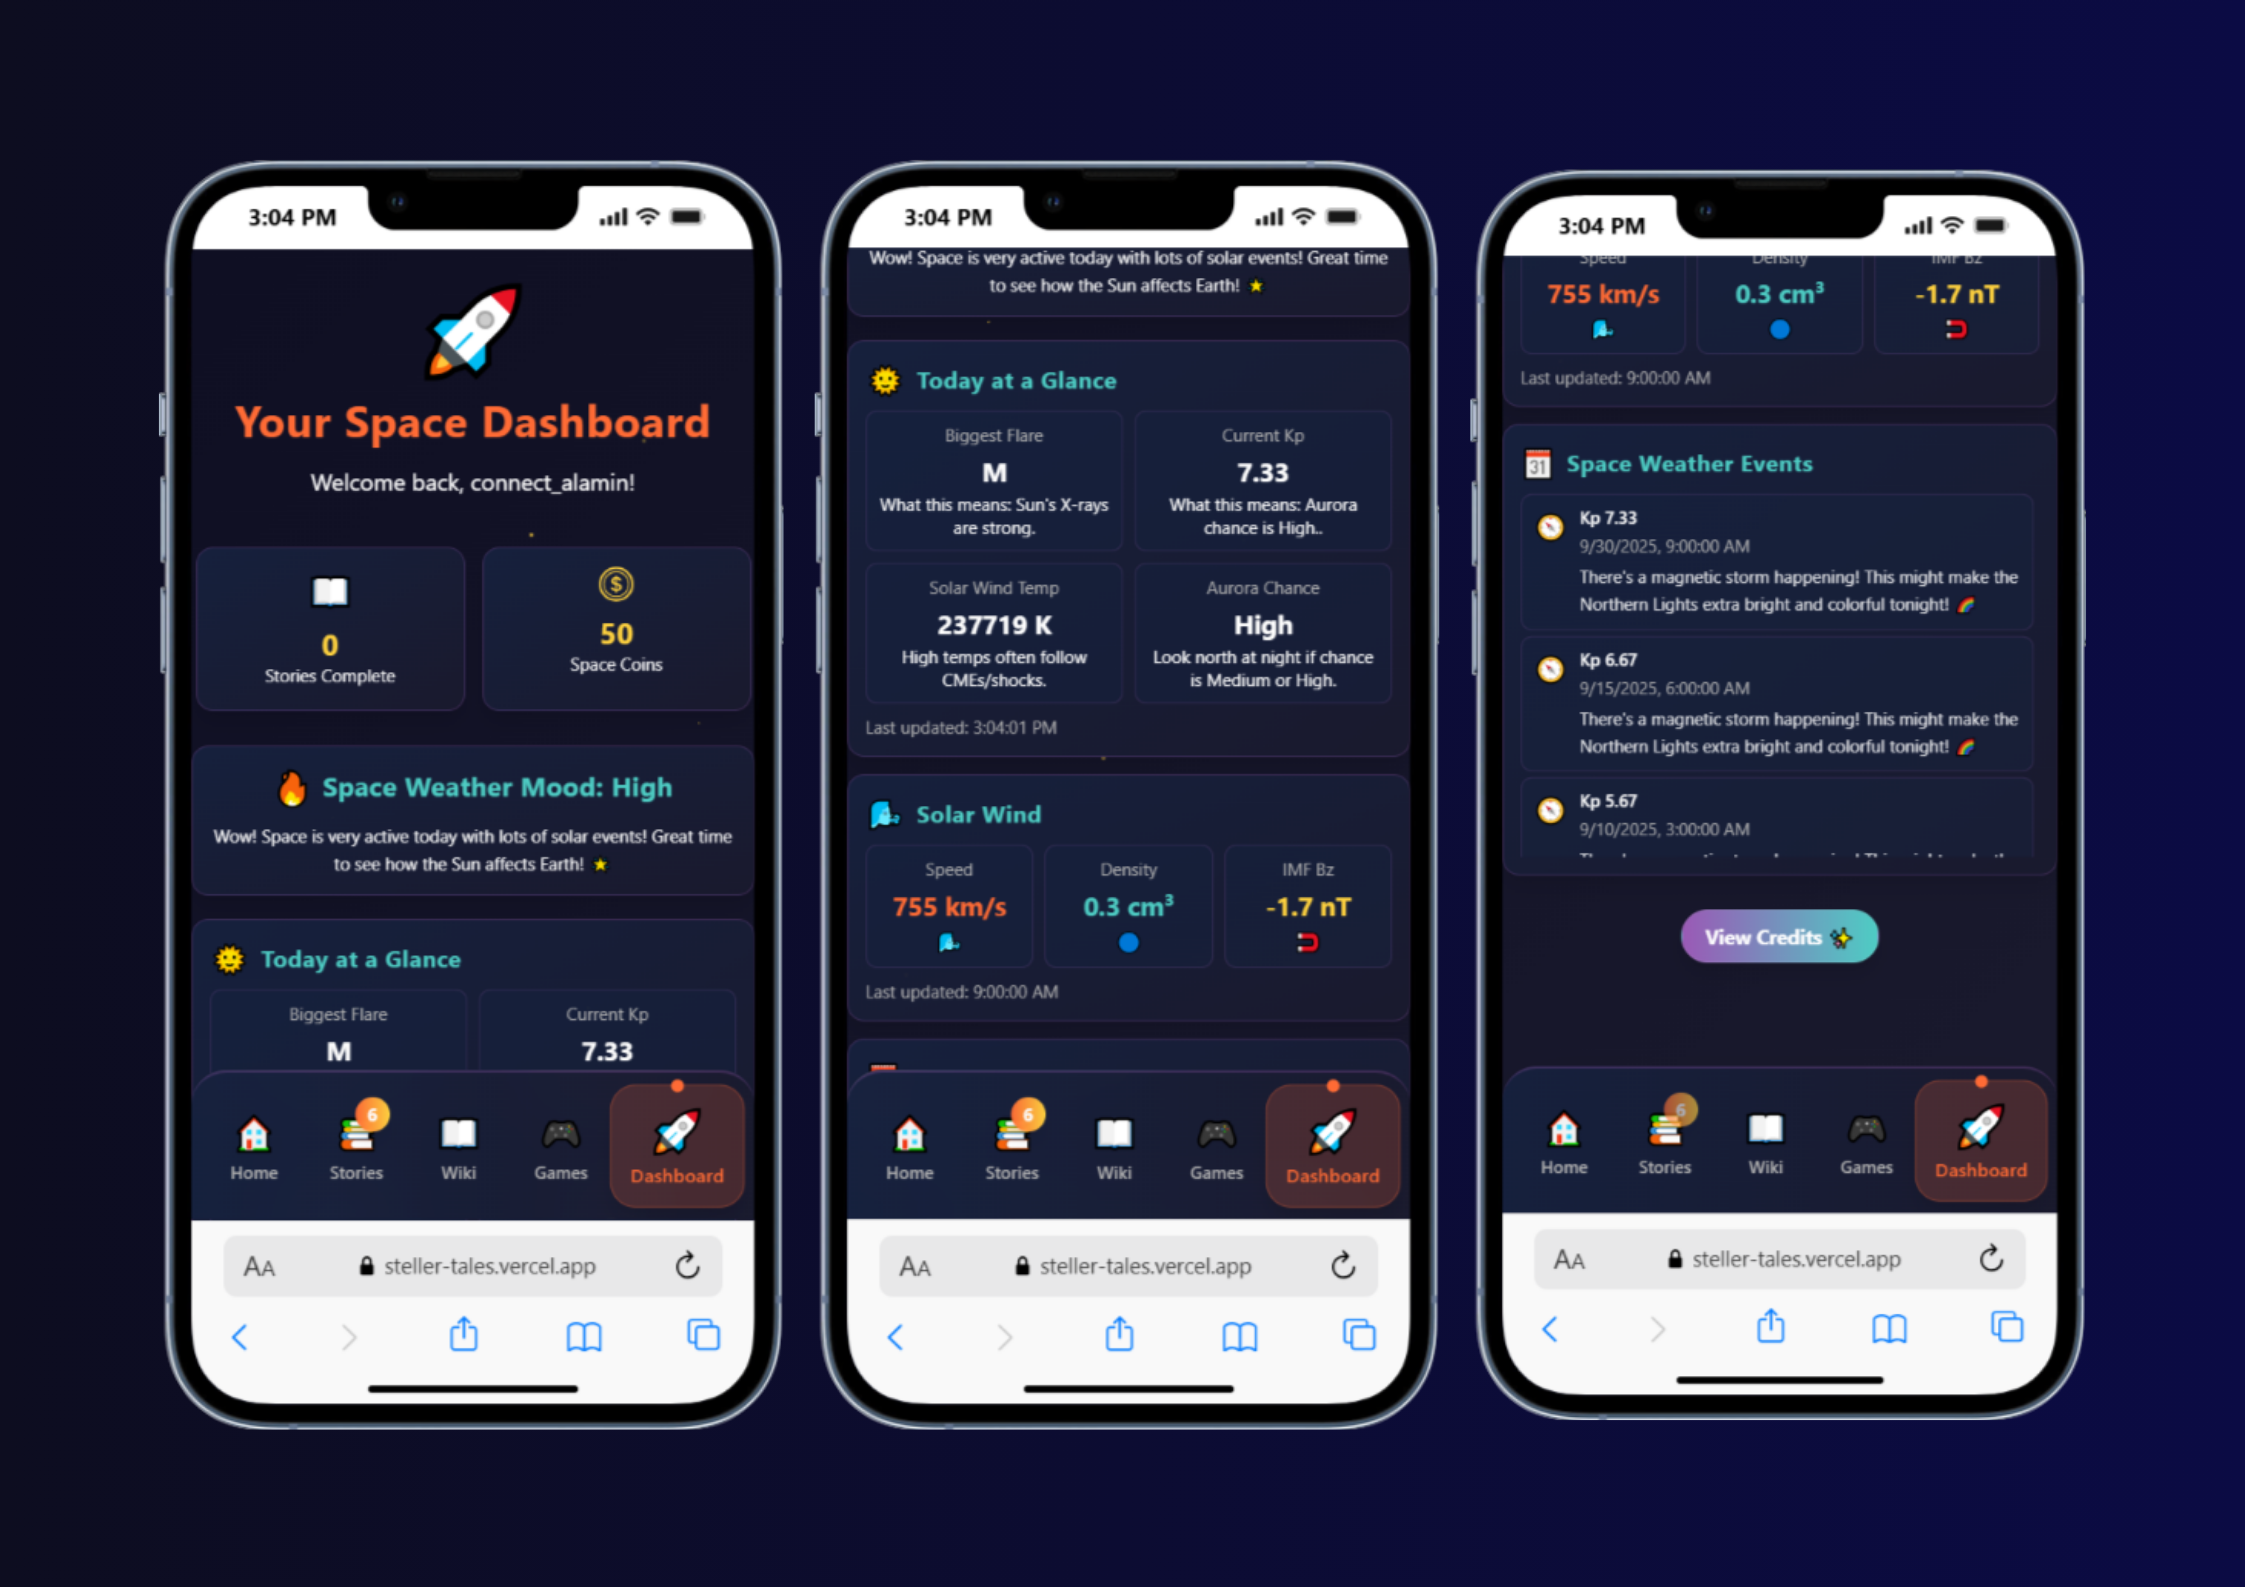 3:04 PM
Your Space Dashboard
Welcome back, connect_alamin!
0
Stories Complete
$
50
Space Coins
Space Weather Mood: High
Wow! Space is very active today with lots of solar events! Great time
to see how the Sun affects Earth!
Today at a Glance
Biggest Flare
M
Current Kp
7.33
6
Home
Stories
Wiki
Games
Dashboard
AA
steller-tales.vercel.app
3:04 PM
Wow! Space is very active today with lots of solar events! Great time
to see how the Sun affects Earth!
Today at a Glance
Biggest Flare
M
What this means: Sun's X-rays
are strong.
Current Kp
7.33
What this means: Aurora
chance is High..
Solar Wind Temp
237719 K
High temps often follow
CMEs/shocks.
Aurora Chance
High
Look north at night if chance
is Medium or High.
Last updated: 3:04:01 PM
Solar Wind
Speed
755 km/s
Density
0.3 cm³
IMF Bz
-1.7 nT
Last updated: 9:00:00 AM
6
Home
Stories
Wiki
Games
Dashboard
AA
steller-tales.vercel.app
3:04 PM
Speed
755 km/s
Density
0.3 cm³
IMF Bz
-1.7 nT
Last updated: 9:00:00 AM
31
Space Weather Events
Kp 7.33
9/30/2025, 9:00:00 AM
There's a magnetic storm happening! This might make the
Northern Lights extra bright and colorful tonight!
Kp 6.67
9/15/2025, 6:00:00 AM
There's a magnetic storm happening! This might make the
Northern Lights extra bright and colorful tonight!
Kp 5.67
9/10/2025, 3:00:00 AM
View Credits
6
Home
Stories
Wiki
Games
Dashboard
AA
steller-tales.vercel.app